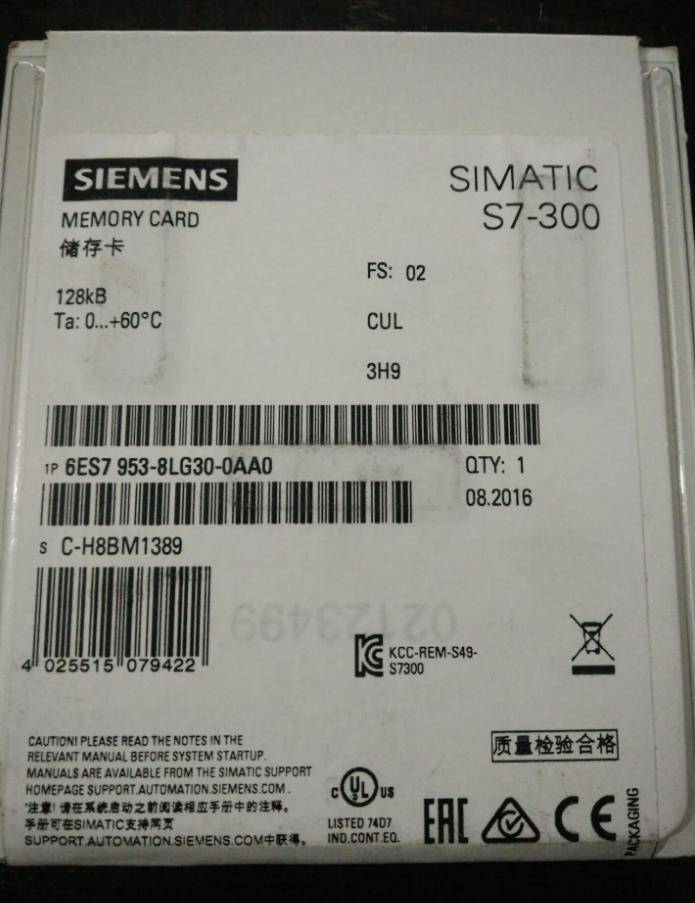 SIEMENS
SIMATIC
S7-300
MEMORY CARD
储存卡
FS: 02
128kB
Ta: 0...+60°C
CUL
3H9
1P 6ES7 953-8LG30-0AA0
QTY: 1
08.2016
S C-H8BM1389
02123499
4 025515 079422
KCC-REM-S49-
S7300
CAUTION! PLEASE READ THE NOTES IN THE
RELEVANT MANUAL BEFORE SYSTEM STARTUP.
MANUALS ARE AVAILABLE FROM THE SIMATIC SUPPORT
HOMEPAGE SUPPORT.AUTOMATION.SIEMENS.COM.
注意! 请在系统启动之前阅读相应手册中的注释。
手册可在SIMATIC支持网页
SUPPORT.AUTOMATION.SIEMENS.COM中获得。
质量检验合格
C UL US
LISTED 74D7
IND.CONT.EQ.
EAC
CE
PACKAGING